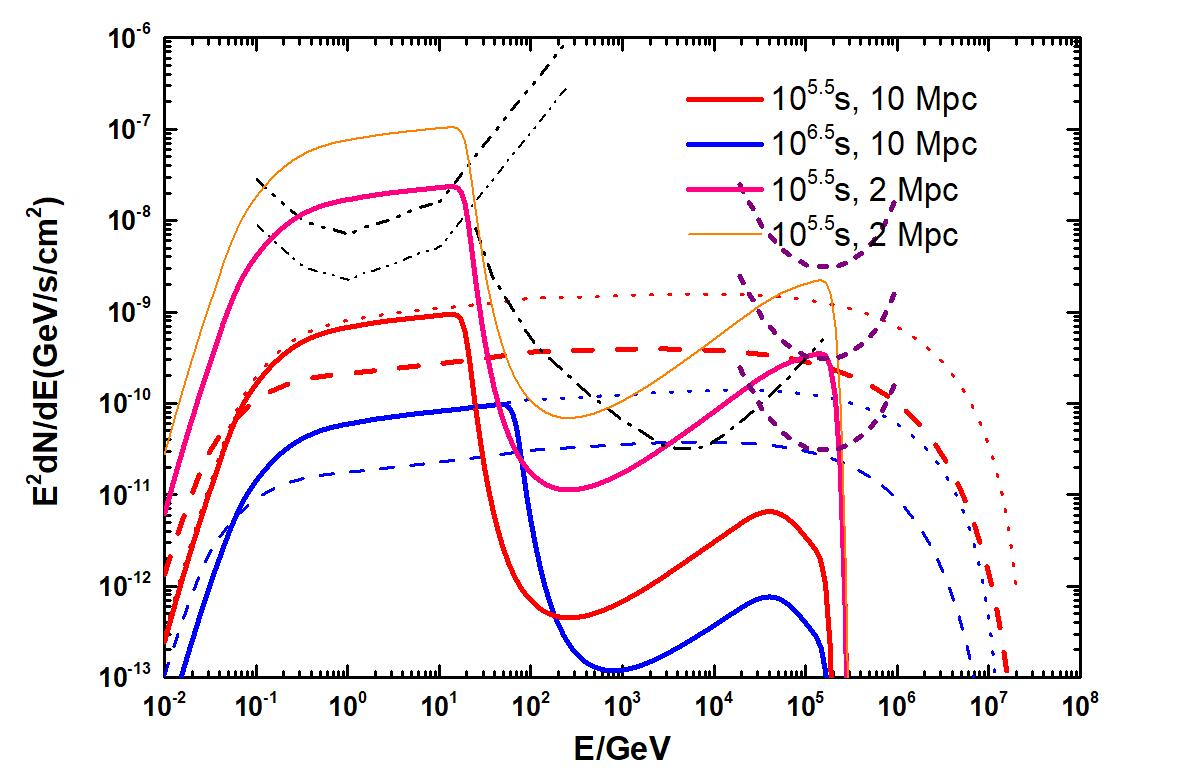 10^-6
10^-7
10^-8
10^-9
10^-10
10^-11
10^-12
10^-13
E^2dN/dE(GeV/s/cm^2)
10^5.5s, 10 Mpc
10^6.5s, 10 Mpc
10^5.5s, 2 Mpc
10^5.5s, 2 Mpc
10^-2 10^-1 10^0 10^1 10^2 10^3 10^4 10^5 10^6 10^7 10^8
E/GeV